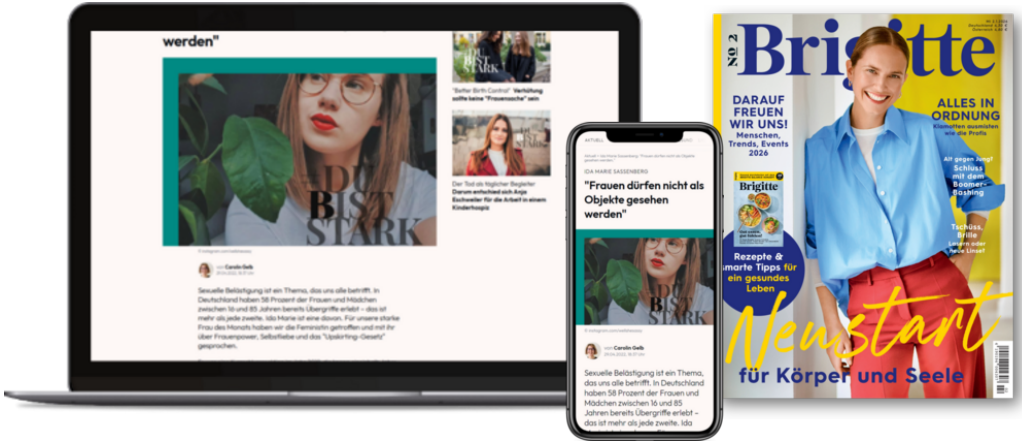 werden"
DU
BIST
STARK
"Better Birth Control" Verhütung
sollte keine "Frauensache" sein
Der Tod als täglicher Begleiter
Darum entschied sich Anja
Eschweiler für die Arbeit in einem
Kinderhospiz
von Carolin Gelb
Sexuelle Belästigung ist ein Thema, das uns alle betrifft. In
Deutschland haben 58 Prozent der Frauen und Mädchen
zwischen 16 und 85 Jahren bereits Übergriffe erlebt – das ist
mehr als jede zweite. Ida Marie ist eine davon. Für unsere starke
Frau des Monats haben wir die Feministin getroffen und mit ihr
über Frauenpower, Selbstliebe und das "Upskirting-Gesetz"
gesprochen.
AKTUELL
IDA MARIE SASSENBERG
"Frauen dürfen nicht als
Objekte gesehen
werden"
DU
BIST
STARK
von Carolin Gelb
Sexuelle Belästigung ist ein Thema,
das uns alle betrifft. In Deutschland
haben 58 Prozent der Frauen und
Mädchen zwischen 16 und 85
Jahren bereits Übergriffe erlebt –
das ist mehr als jede zweite. Ida
No 2
Brigitte
DARAUF
FREUEN
WIR UNS!
Menschen,
Trends, Events
2026
Brigitte
Rezepte &
smarte Tipps für
ein gesundes
Leben
ALLES IN
ORDNUNG
Klamotten ausmisten
wie die Profis
Alt gegen Jung?
Schluss
mit dem
Boomer-
Bashing
Tschüss,
Brille
Lasern oder
neue Linse?
Neustart
für Körper und Seele